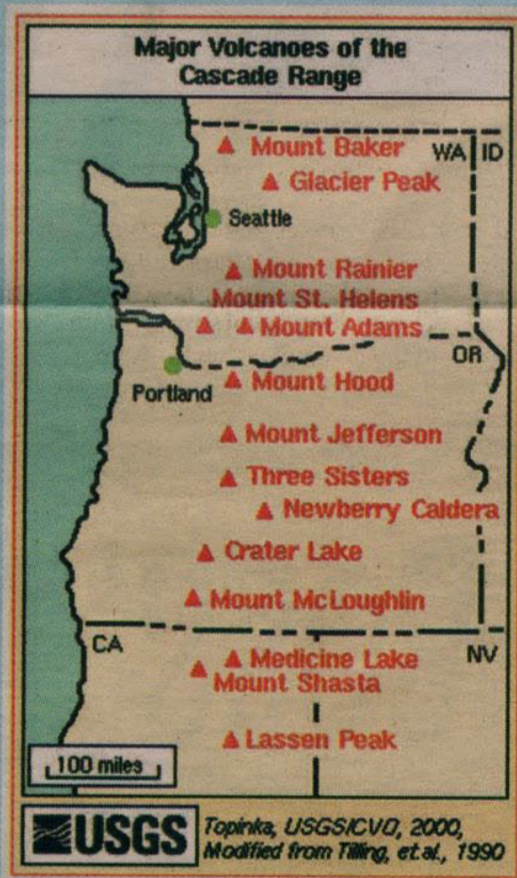 Major Volcanoes of the
Cascade Range
Mount Baker
WA ID
Glacier Peak
Seattle
Mount Rainier
Mount St. Helens
Mount Adams
OR
Portland
Mount Hood
Mount Jefferson
Three Sisters
Newberry Caldera
Crater Lake
Mount McLoughlin
CA
NV
Medicine Lake
Mount Shasta
Lassen Peak
100 miles
USGS
Topinka, USGS/CVO, 2000,
Modified from Tilling, et.al., 1990